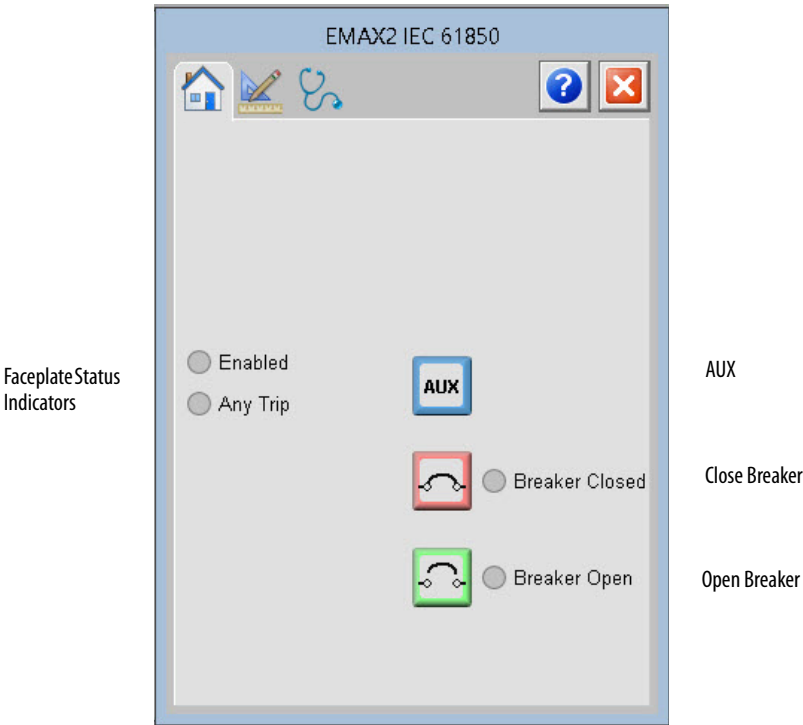 EMAX2 IEC 61850
?
Faceplate Status
Indicators
Enabled
Any Trip
AUX
AUX
Breaker Closed
Close Breaker
Breaker Open
Open Breaker